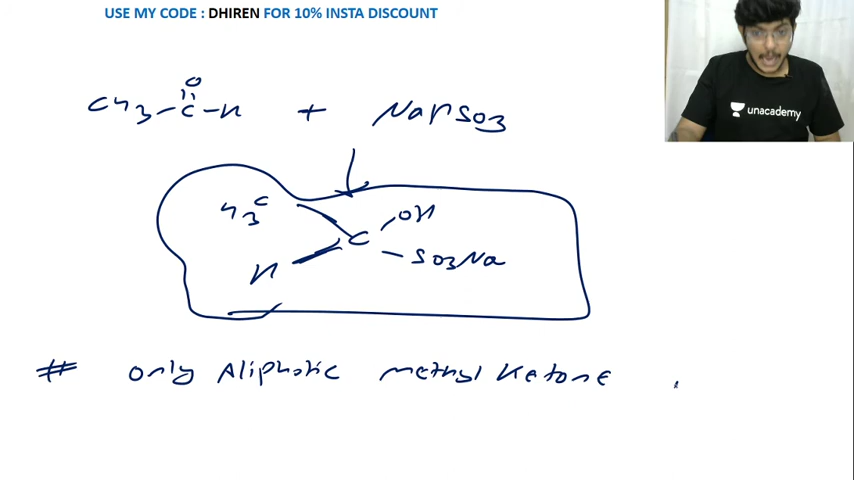 USE MY CODE : DHIREN FOR 10% INSTA DISCOUNT
unacademy
O
CH3-C-H + NaHSO3
H3C
OH
C
H
SO3Na
# only Aliphatic methyl Ketone